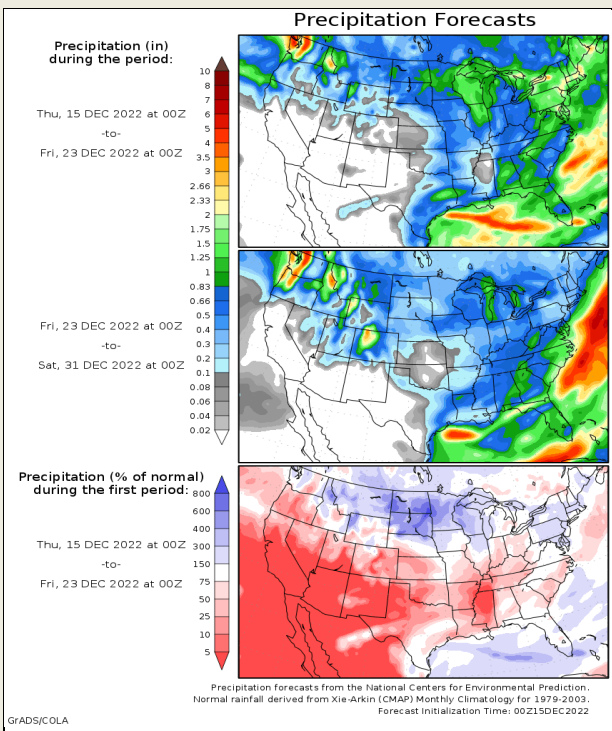 Precipitation Forecasts
Precipitation (in)
during the period:
Thu, 15 DEC 2022 at 00Z
-to-
Fri, 23 DEC 2022 at 00Z
10
8
7
6
5
4
3.5
3
2.66
2.33
2
1.75
1.5
1.25
1
0.83
0.66
0.5
0.4
0.3
0.2
0.1
0.08
0.06
0.04
0.02
Fri, 23 DEC 2022 at 00Z
-to-
Sat, 31 DEC 2022 at 00Z
Precipitation (% of normal)
during the first period:
Thu, 15 DEC 2022 at 00Z
-to-
Fri, 23 DEC 2022 at 00Z
800
600
400
300
150
75
50
25
10
5
Precipitation forecasts from the National Centers for Environmental Prediction.
Normal rainfall derived from Xie-Arkin (CMAP) Monthly Climatology for 1979-2003.
Forecast Initialization Time: 00Z15DEC2022
GrADS/COLA